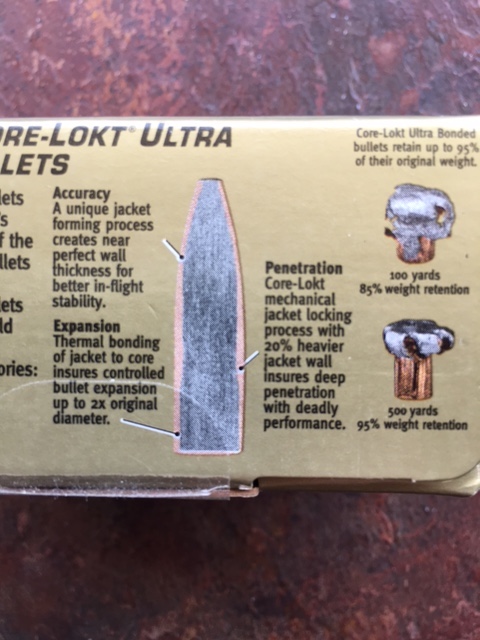 ORE-LOKT® ULTRA
LLETS
lets
's
f the
llets
lets
ld
ories:
Accuracy
A unique jacket
forming process
creates near
perfect wall
thickness for
better in-flight
stability.
Expansion
Thermal bonding
of jacket to core
insures controlled
bullet expansion
up to 2x original
diameter.
Penetration
Core-Lokt
mechanical
jacket locking
process with
20% heavier
jacket wall
insures deep
penetration
with deadly
performance.
Core-Lokt Ultra Bonded
bullets retain up to 95%
of their original weight.
100 yards
85% weight retention
500 yards
95% weight retention